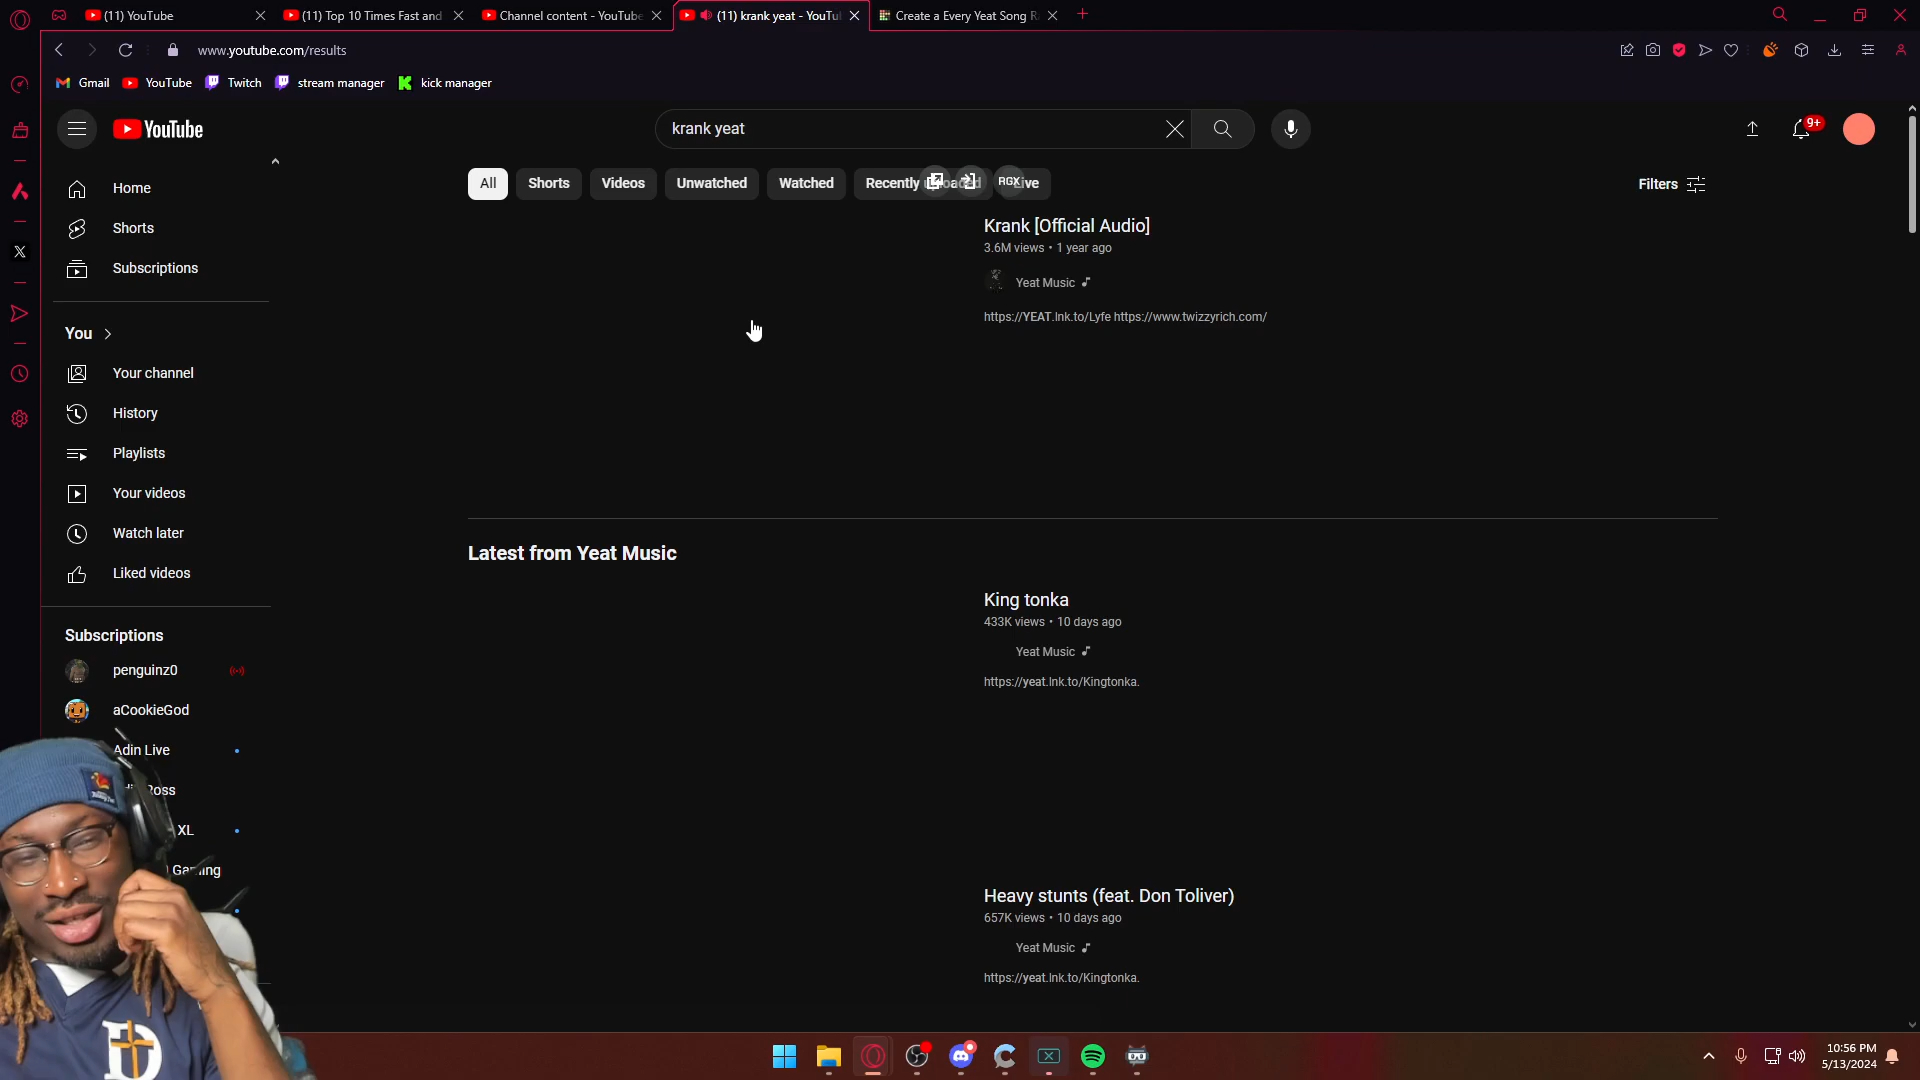 (11) YouTube
(11) Top 10 Times Fast and
Channel content - YouTube
(11) krank yeat - YouTu
Create a Every Yeat Song R
www.youtube.com/results
Gmail
YouTube
Twitch
stream manager
kick manager
YouTube
krank yeat
9+
All
Shorts
Videos
Unwatched
Watched
Recently
RGX
Filters
Home
Shorts
Subscriptions
You
Your channel
History
Playlists
Your videos
Watch later
Liked videos
Subscriptions
penguinz0
aCookieGod
Adin Live
Ross
XL
Gaming
Krank [Official Audio]
3.6M views • 1 year ago
Yeat Music
https://YEAT.lnk.to/Lyfe https://www.twizzyrich.com/
Latest from Yeat Music
King tonka
433K views • 10 days ago
Yeat Music
https://yeat.lnk.to/Kingtonka.
Heavy stunts (feat. Don Toliver)
657K views • 10 days ago
Yeat Music
https://yeat.lnk.to/Kingtonka.
D
10:56 PM
5/13/2024